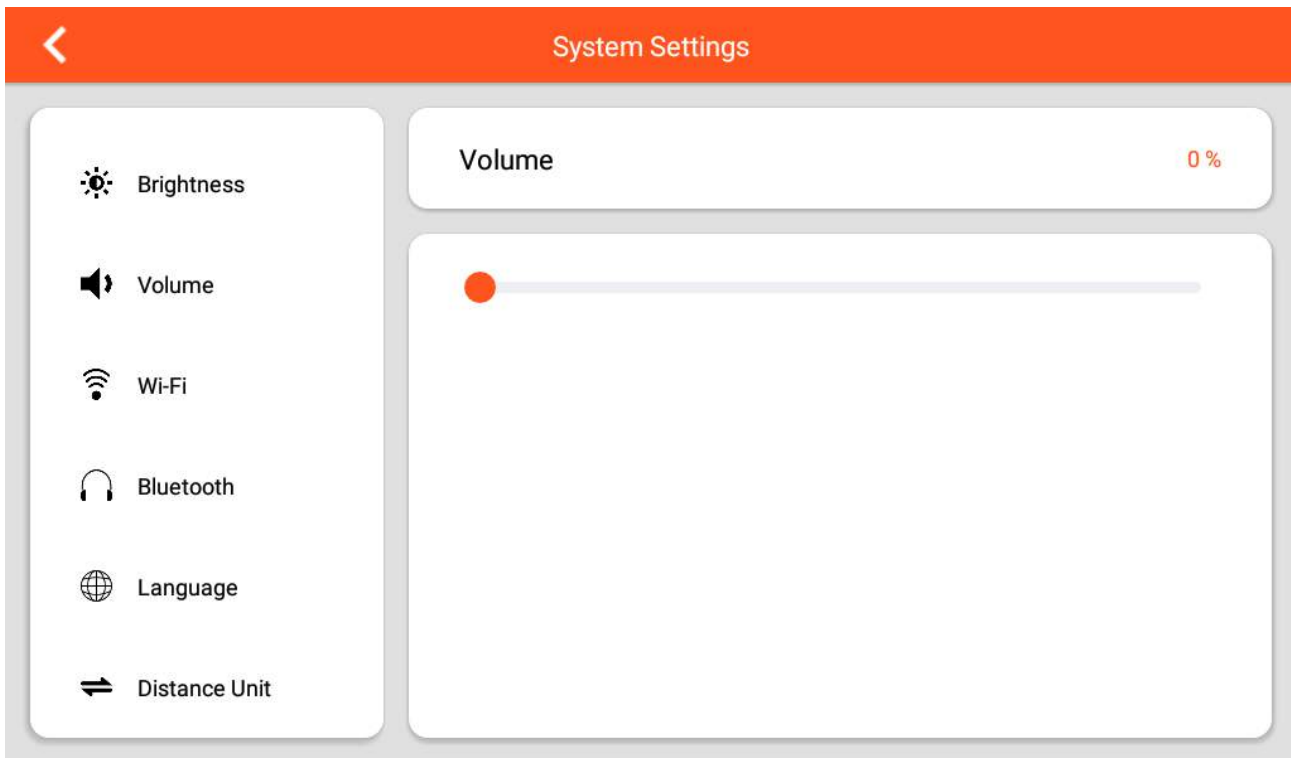 System Settings
Brightness
Volume
Wi-Fi
Bluetooth
Language
Distance Unit
Volume
0 %